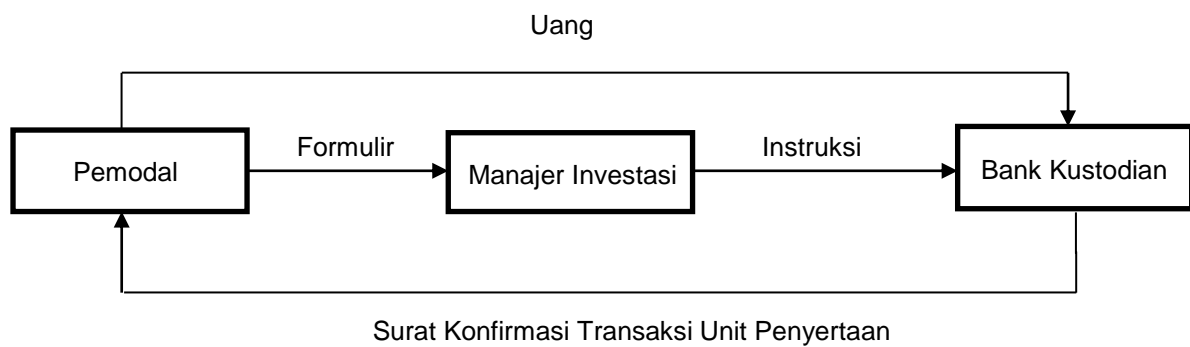 Uang
Formulir
Instruksi
Pemodal
Manajer Investasi
Bank Kustodian
Surat Konfirmasi Transaksi Unit Penyertaan